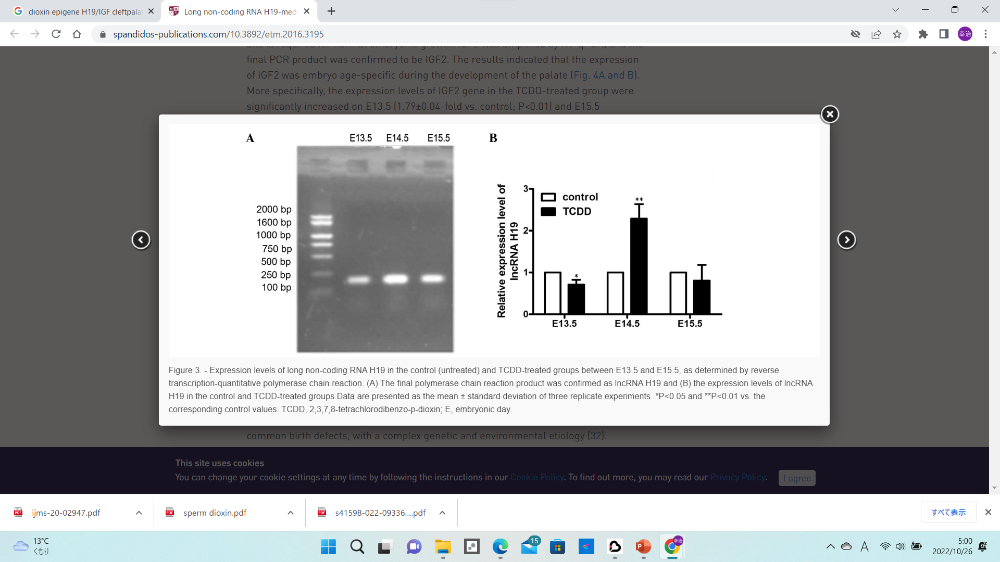 dioxin epigene H19/IGF cleftpala
Long non-coding RNA H19-med
spandidos-publications.com/10.3892/etm.2016.3195
幸治
final PCR product was confirmed to be IGF2. The results indicated that the expression
of IGF2 was embryo age-specific during the development of the palate (Fig. 4A and B).
More specifically, the expression levels of IGF2 gene in the TCDD-treated group were
significantly increased on E13.5 (1.79±0.04-fold vs. control; P<0.01) and E15.5
A
E13.5 E14.5 E15.5
2000 bp
1600 bp
1000 bp
750 bp
500 bp
250 bp
100 bp
B
Relative expression level of
lncRNA H19
3
2
1
0
control
TCDD
*
**
E13.5 E14.5 E15.5
Figure 3. - Expression levels of long non-coding RNA H19 in the control (untreated) and TCDD-treated groups between E13.5 and E15.5, as determined by reverse
transcription-quantitative polymerase chain reaction. (A) The final polymerase chain reaction product was confirmed as lncRNA H19 and (B) the expression levels of lncRNA
H19 in the control and TCDD-treated groups Data are presented as the mean ± standard deviation of three replicate experiments. *P<0.05 and **P<0.01 vs. the
corresponding control values. TCDD, 2,3,7,8-tetrachlorodibenzo-p-dioxin; E, embryonic day.
common birth defects, with a complex genetic and environmental etiology (32).
This site uses cookies
You can change your cookie settings at any time by following the instructions in our Cookie Policy. To find out more, you may read our Privacy Policy.
I agree
ijms-20-02947.pdf
sperm dioxin.pdf
s41598-022-09336....pdf
すべて表示
13°C
くもり
15
A
5:00
2022/10/26